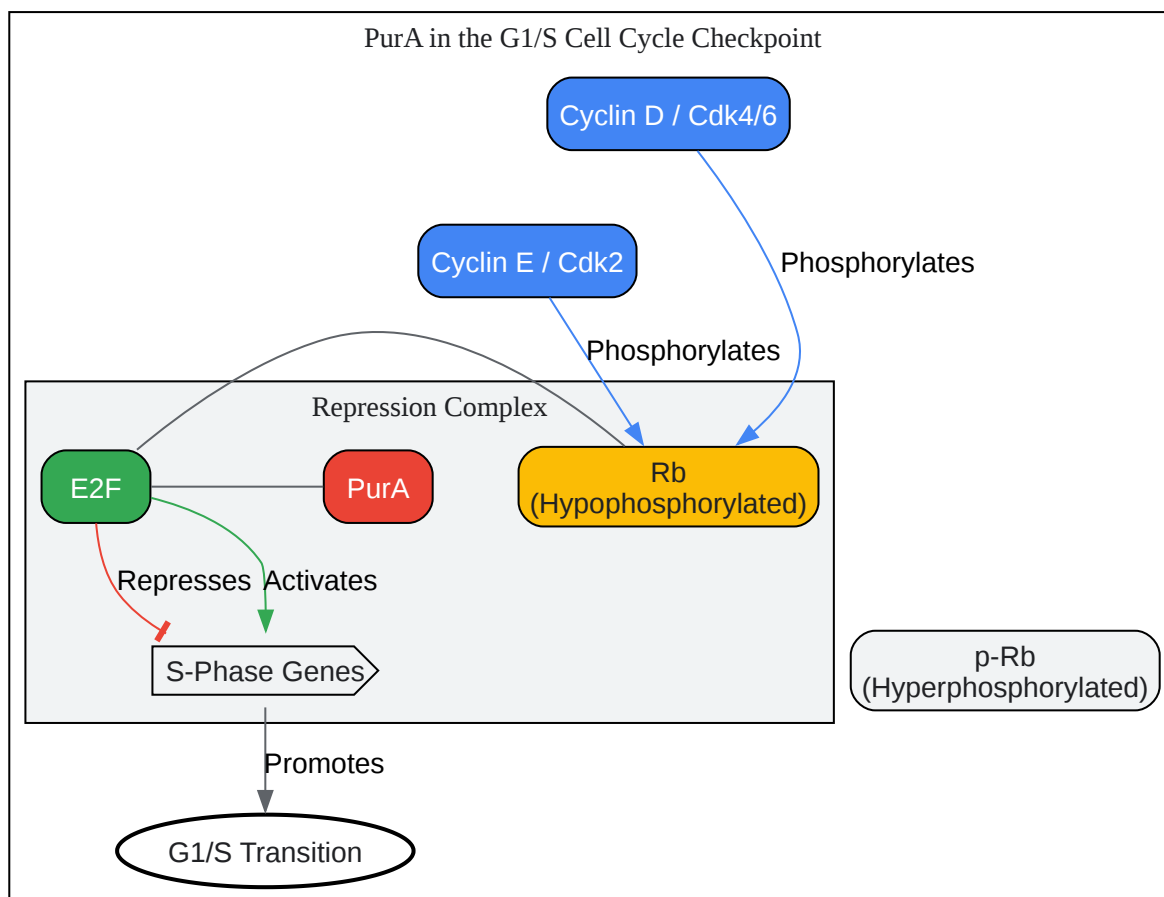 PurA in the G1/S Cell Cycle Checkpoint
Cyclin D / Cdk4/6
Cyclin E / Cdk2
Phosphorylates
Phosphorylates
Repression Complex
E2F
PurA
Rb
(Hypophosphorylated)
Represses
Activates
S-Phase Genes
p-Rb
(Hyperphosphorylated)
Promotes
G1/S Transition